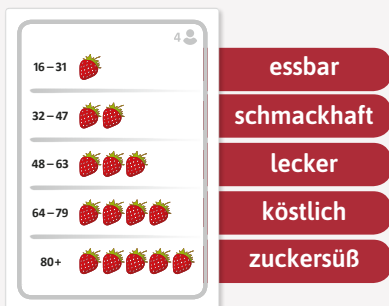 4
16–31 essbar
32–47 schmackhaft
48–63 lecker
64–79 köstlich
80+ zuckersüß